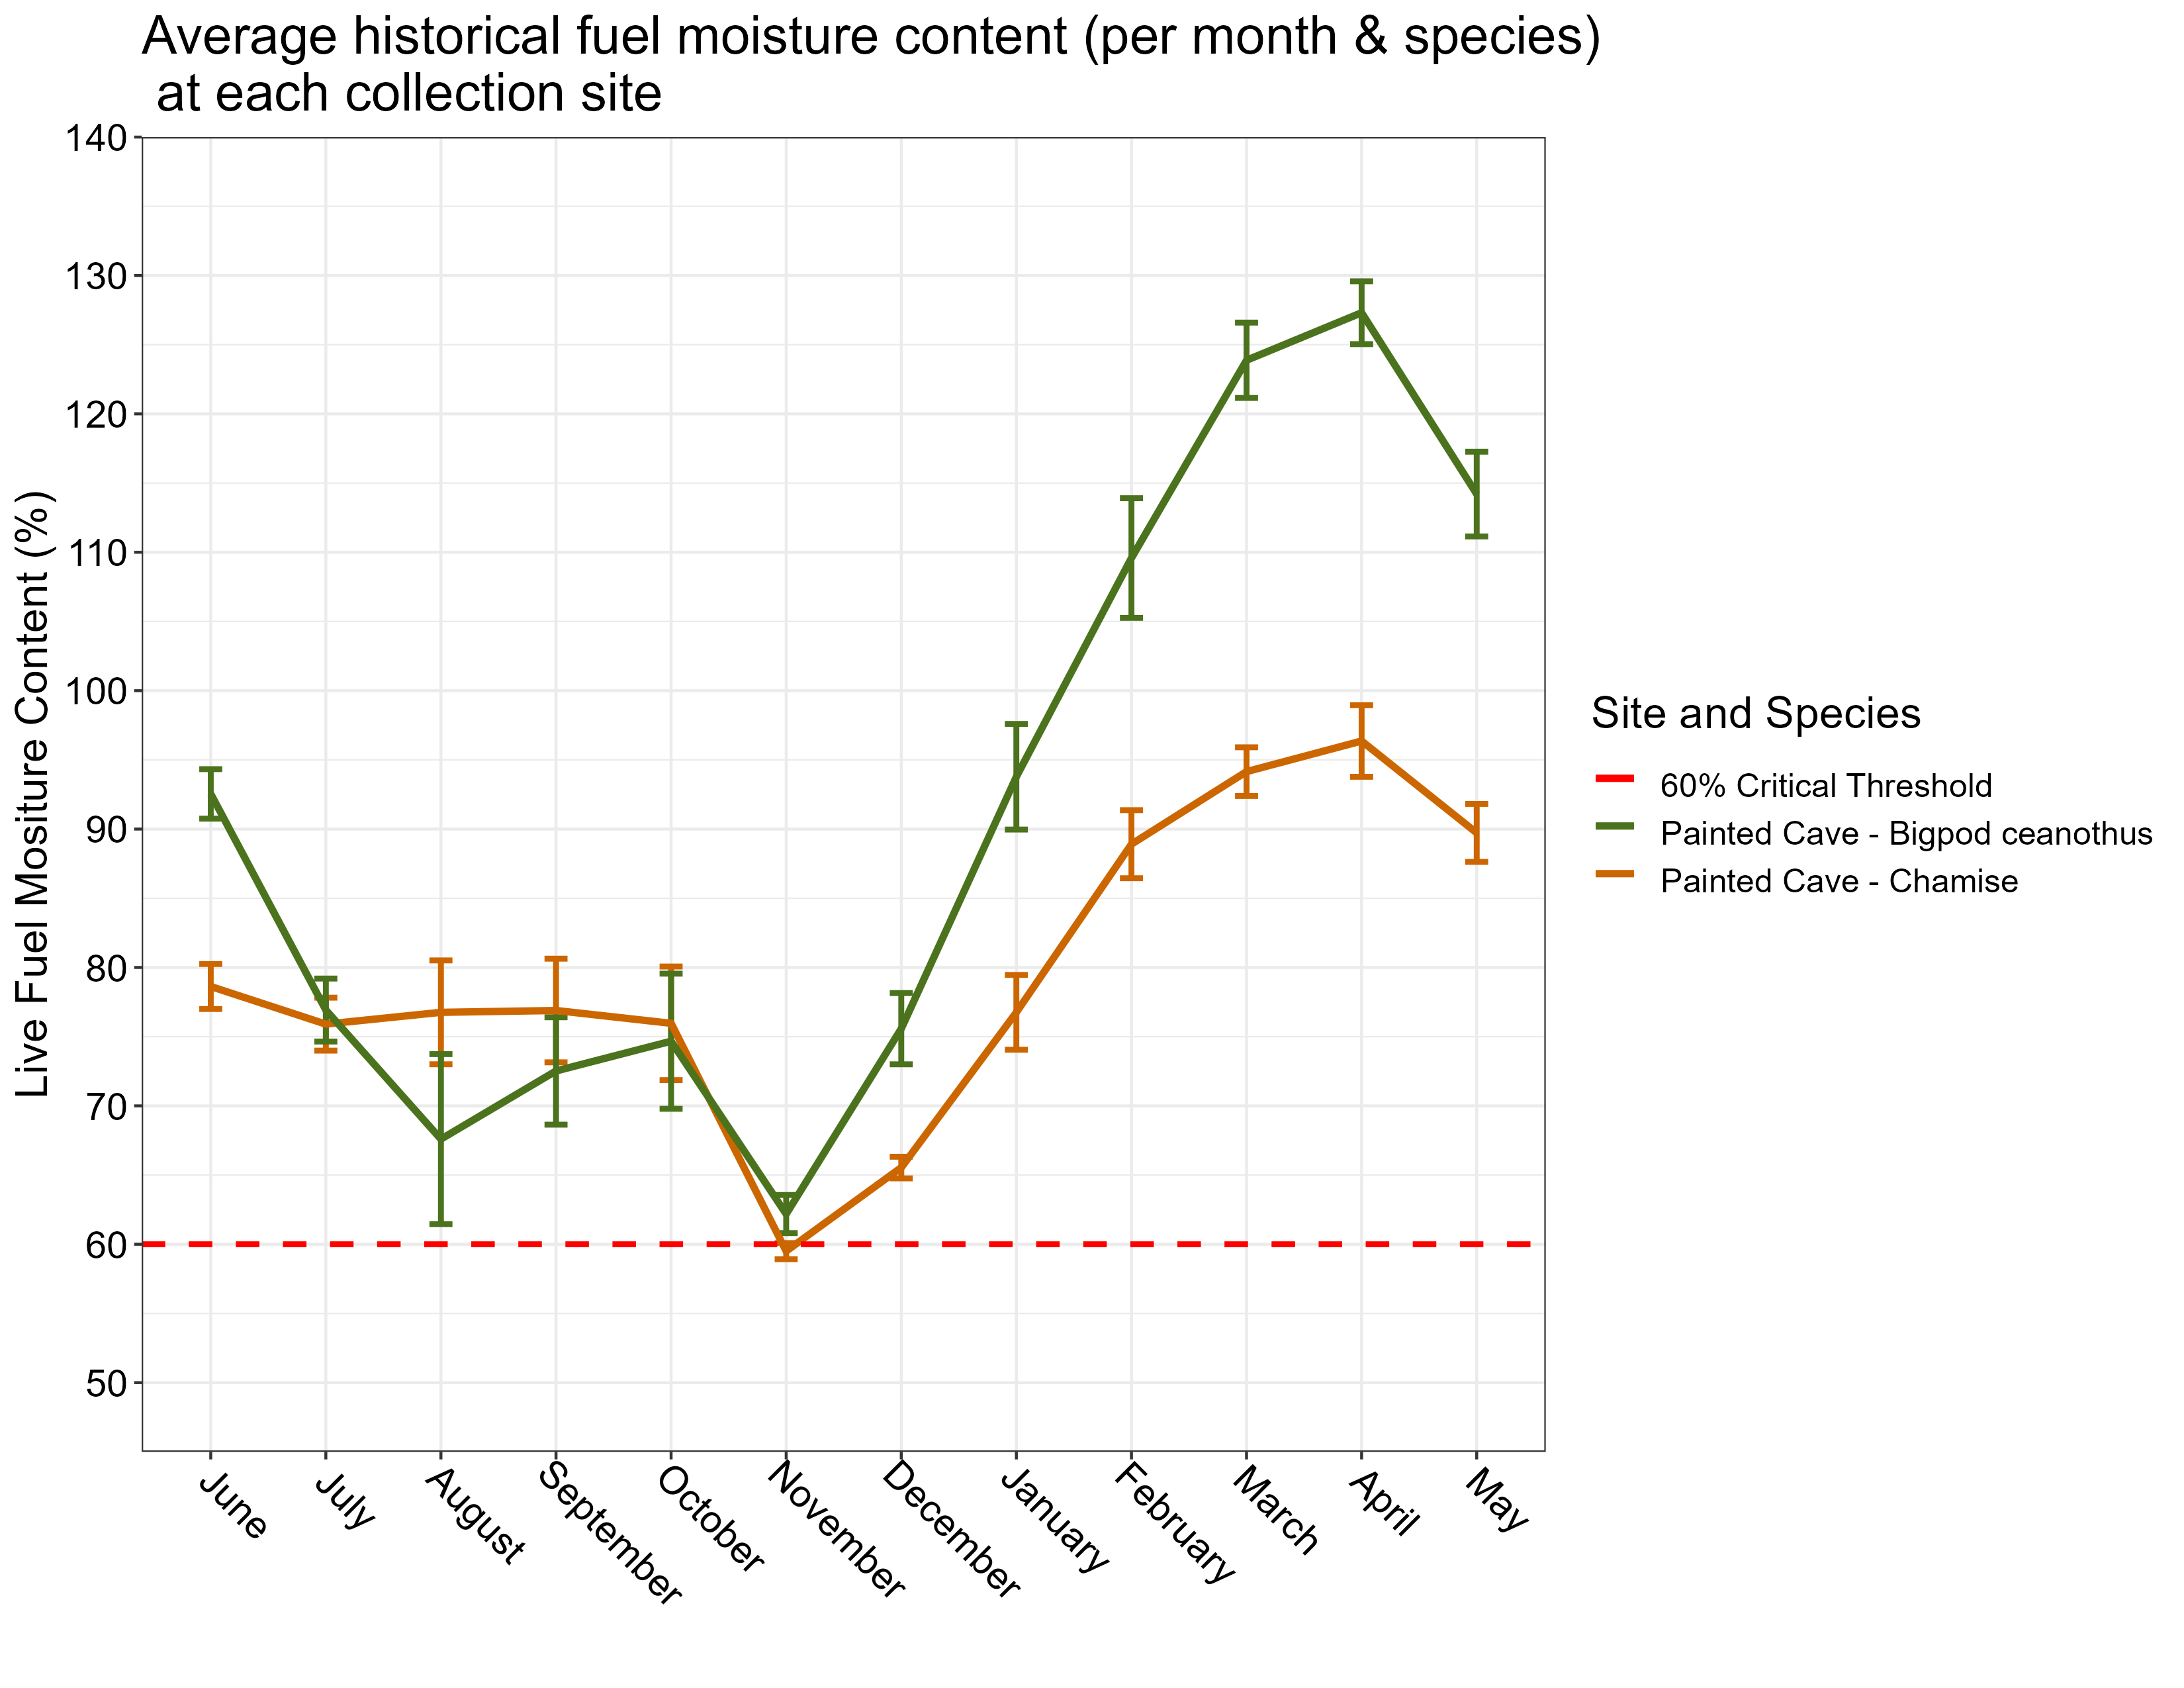 Average historical fuel moisture content (per month & species)
at each collection site
Live Fuel Mositure Content (%)
140
130
120
110
100
90
80
70
60
50
June
July
August
September
October
November
December
January
February
March
April
May
Site and Species
60% Critical Threshold
Painted Cave - Bigpod ceanothus
Painted Cave - Chamise